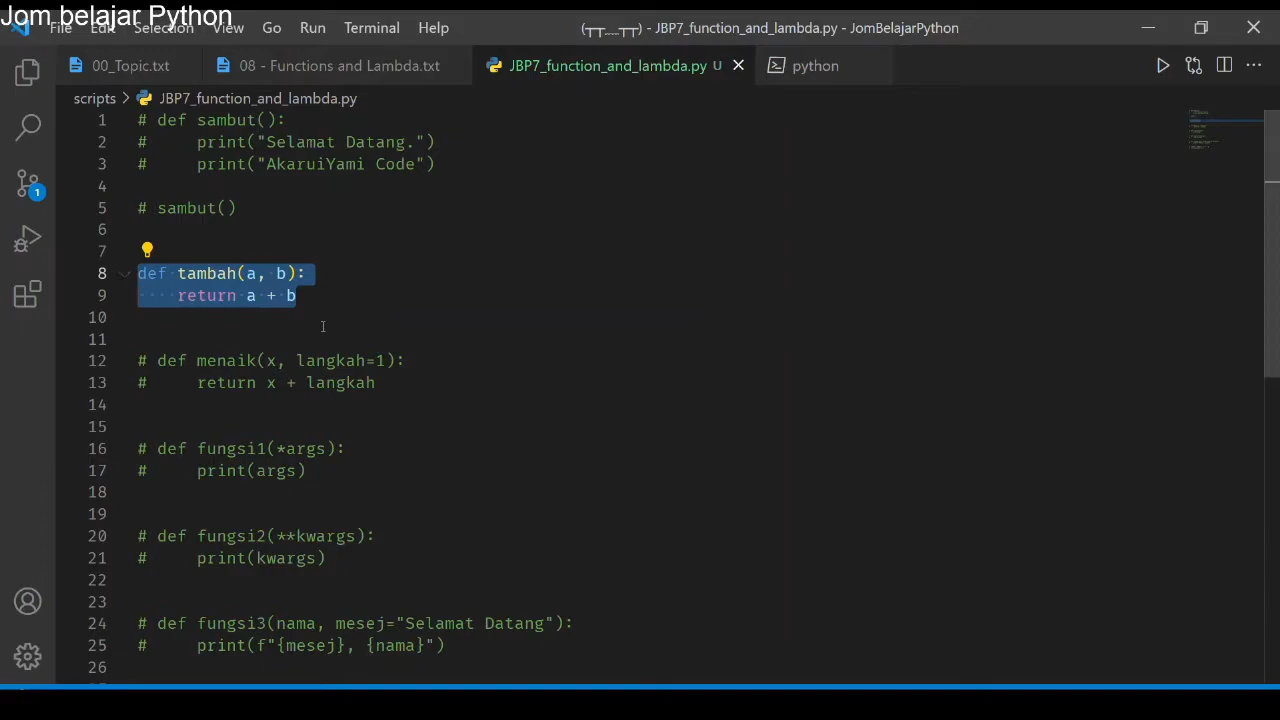 Jom belajar Python
File Edit Selection View Go Run Terminal Help (┬┬﹏┬┬) - JBP7_function_and_lambda.py - JomBelajarPython
00_Topic.txt 08 - Functions and Lambda.txt JBP7_function_and_lambda.py U python
scripts > JBP7_function_and_lambda.py
1 # def sambut():
2 #     print("Selamat Datang.")
3 #     print("AkaruiYami Code")
4
5 # sambut()
6
7
8 def tambah(a, b):
9     return a + b
10
11
12 # def menaik(x, langkah=1):
13 #     return x + langkah
14
15
16 # def fungsi1(*args):
17 #     print(args)
18
19
20 # def fungsi2(**kwargs):
21 #     print(kwargs)
22
23
24 # def fungsi3(nama, mesej="Selamat Datang"):
25 #     print(f"{mesej}, {nama}")
26
1